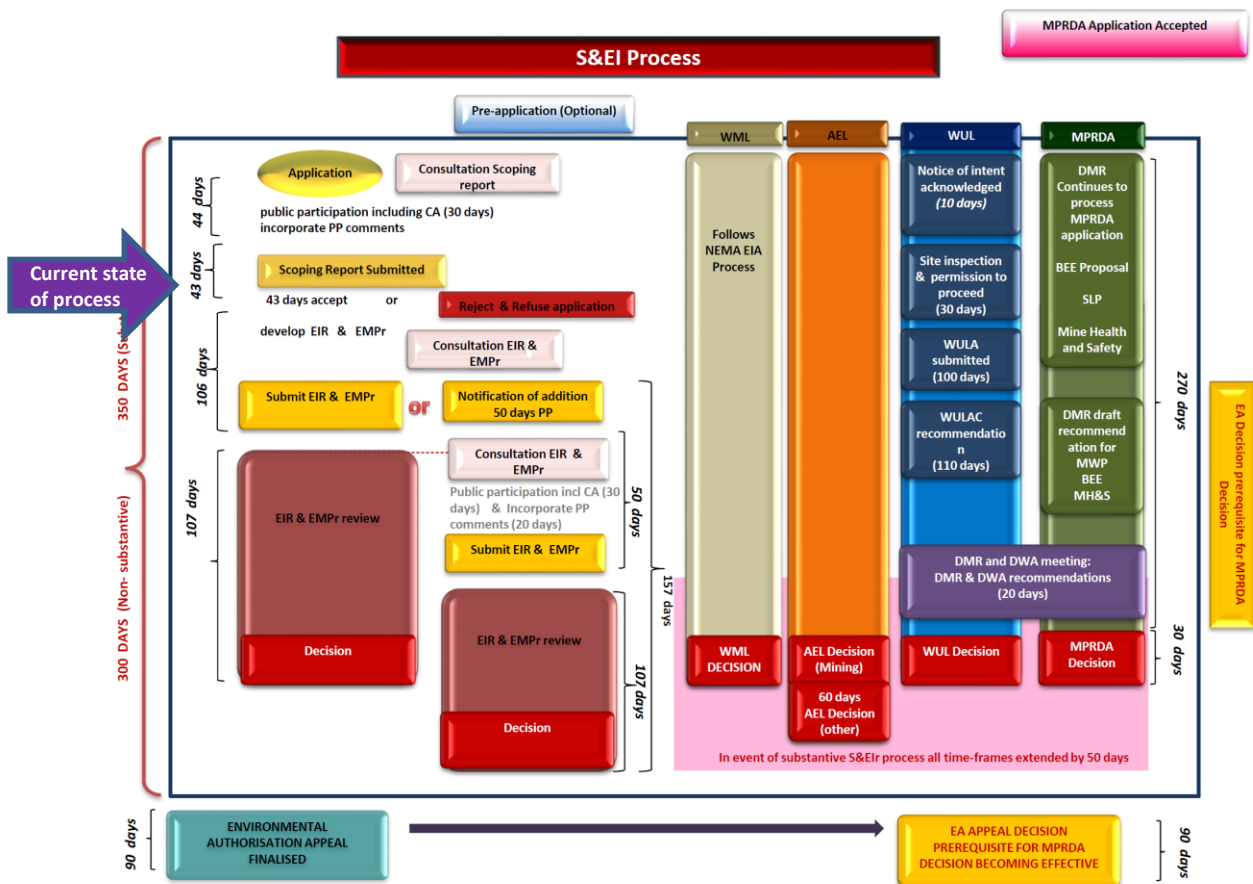 MPRDA Application Accepted
S&EI Process
Pre-application (Optional)
WML
AEL
WUL
MPRDA
Current state
of process
350 DAYS (Subst
300 DAYS (Non- substantive)
44 days
Application
Consultation Scoping
report
public participation including CA (30 days)
incorporate PP comments
43 days
Scoping Report Submitted
43 days accept or
Reject & Refuse application
106 days
develop EIR & EMPr
Consultation EIR &
EMPr
Submit EIR & EMPr
or
Notification of addition
50 days PP
107 days
EIR & EMPr review
Decision
Consultation EIR &
EMPr
Public participation incl CA (30
days) & Incorporate PP
comments (20 days)
Submit EIR & EMPr
50 days
157
days
EIR & EMPr review
Decision
107 days
Follows
NEMA EIA
Process
WML
DECISION
AEL Decision
(Mining)
60 days
AEL Decision
(other)
Notice of intent
acknowledged
(10 days)
Site inspection
& permission to
proceed
(30 days)
WULA
submitted
(100 days)
WULAC
recommendatio
n
(110 days)
DMR
Continues to
process
MPRDA
application
BEE Proposal
SLP
Mine Health
and Safety
DMR draft
recommend
ation for
MWP
BEE
MH&S
DMR and DWA meeting:
DMR & DWA recommendations
(20 days)
WUL Decision
MPRDA
Decision
270 days
30 days
EA Decision prerequisite for MPRDA
Decision
In event of substantive S&EIr process all time-frames extended by 50 days
90 days
ENVIRONMENTAL
AUTHORISATION APPEAL
FINALISED
EA APPEAL DECISION
PREREQUISITE FOR MPRDA
DECISION BECOMING EFFECTIVE
90 days